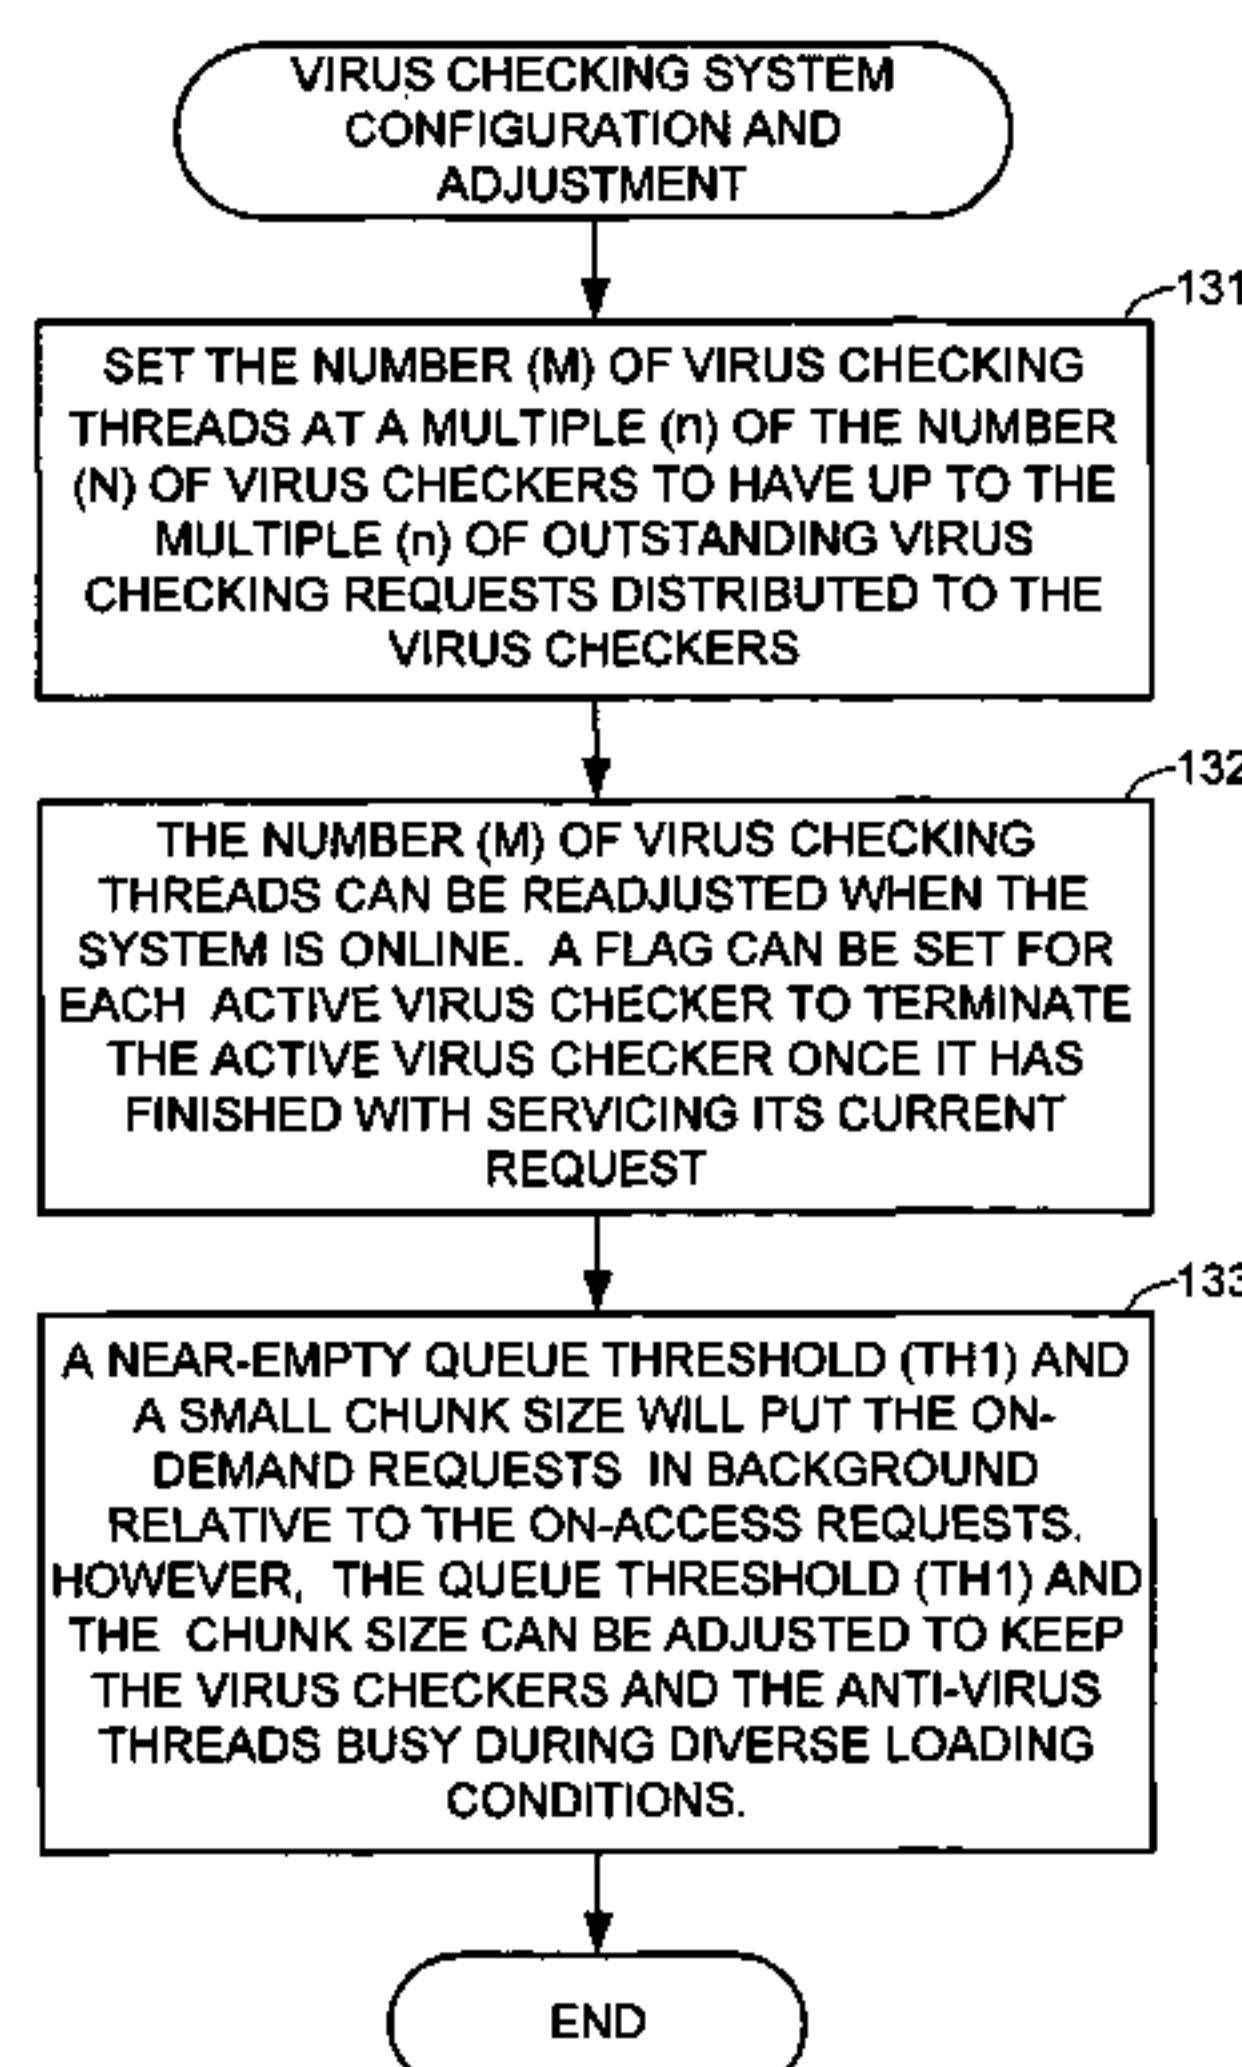 VIRUS CHECKING SYSTEM
CONFIGURATION AND
ADJUSTMENT
131
SET THE NUMBER (M) OF VIRUS CHECKING
THREADS AT A MULTIPLE (n) OF THE NUMBER
(N) OF VIRUS CHECKERS TO HAVE UP TO THE
MULTIPLE (n) OF OUTSTANDING VIRUS
CHECKING REQUESTS DISTRIBUTED TO THE
VIRUS CHECKERS
132
THE NUMBER (M) OF VIRUS CHECKING
THREADS CAN BE READJUSTED WHEN THE
SYSTEM IS ONLINE. A FLAG CAN BE SET FOR
EACH ACTIVE VIRUS CHECKER TO TERMINATE
THE ACTIVE VIRUS CHECKER ONCE IT HAS
FINISHED WITH SERVICING ITS CURRENT
REQUEST
133
A NEAR-EMPTY QUEUE THRESHOLD (TH1) AND
A SMALL CHUNK SIZE WILL PUT THE ON-
DEMAND REQUESTS IN BACKGROUND
RELATIVE TO THE ON-ACCESS REQUESTS.
HOWEVER, THE QUEUE THRESHOLD (TH1) AND
THE CHUNK SIZE CAN BE ADJUSTED TO KEEP
THE VIRUS CHECKERS AND THE ANTI-VIRUS
THREADS BUSY DURING DIVERSE LOADING
CONDITIONS.
END